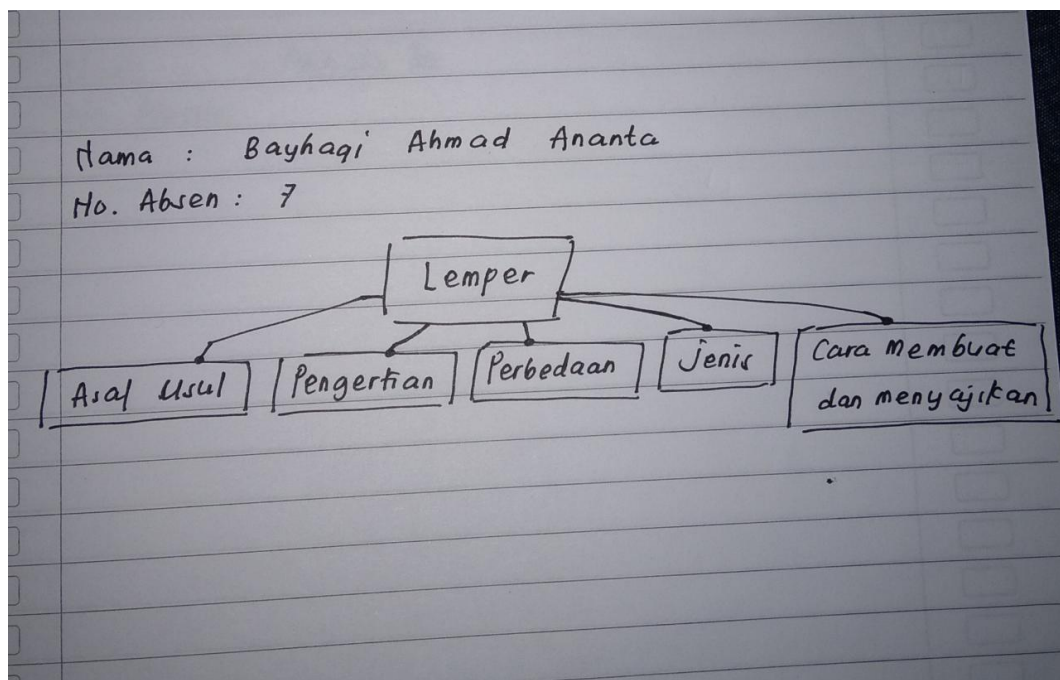 Nama : Bayhaqi Ahmad Ananta
No. Absen : 7
Lemper
Asal Usul
Pengertian
Perbedaan
Jenis
Cara membuat
dan menyajikan